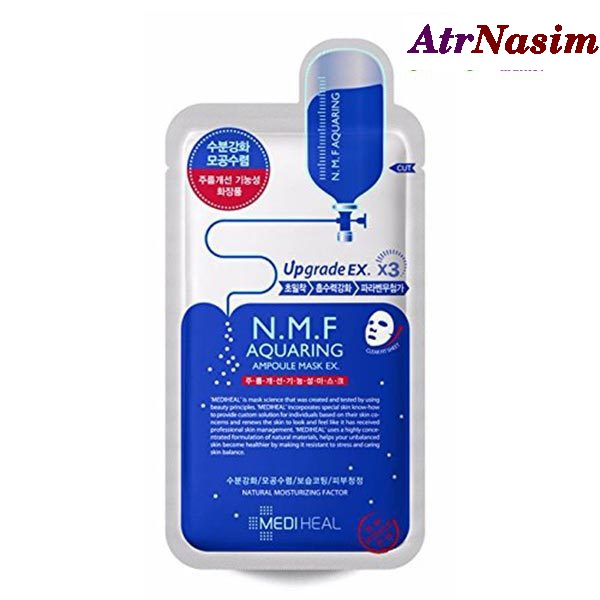 AtrNasim
N.M.F AQUARING
수분강화
모공수렴
주름개선 기능성
화장품
CUT
Upgrade EX. X3
초밀착 흡수력강화 파라벤무첨가
N.M.F
AQUARING
AMPOULE MASK EX.
CLEAR FIT SHEET
주·름·개·선·기·능·성·마·스·크
'MEDIHEAL' is mask science that was created and tested by using
beauty principles. 'MEDIHEAL' incorporates special skin know-how
to provide custom solution for individuals based on their skin con-
cerns and renews the skin to look and feel like it has received
professional skin management. 'MEDIHEAL' uses a highly conce-
ntrated formulation of natural materials, helps your unbalanced
skin become healthier by making it resistant to stress and caring
skin balance.
수분강화/모공수렴/보습코팅/피부청정
NATURAL MOISTURIZING FACTOR
MEDIHEAL